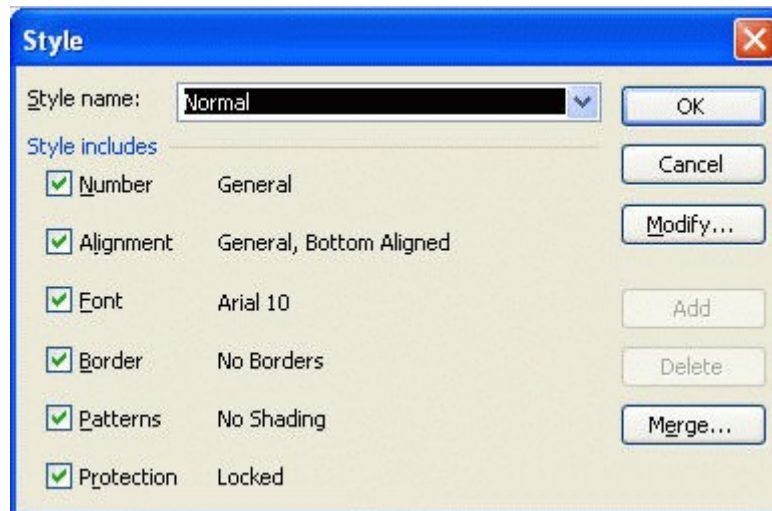 Style
Style name: Normal OK
Style includes
Cancel
Number General
Modify...
Alignment General, Bottom Aligned
Font Arial 10
Add
Border No Borders
Delete
Patterns No Shading
Merge...
Protection Locked